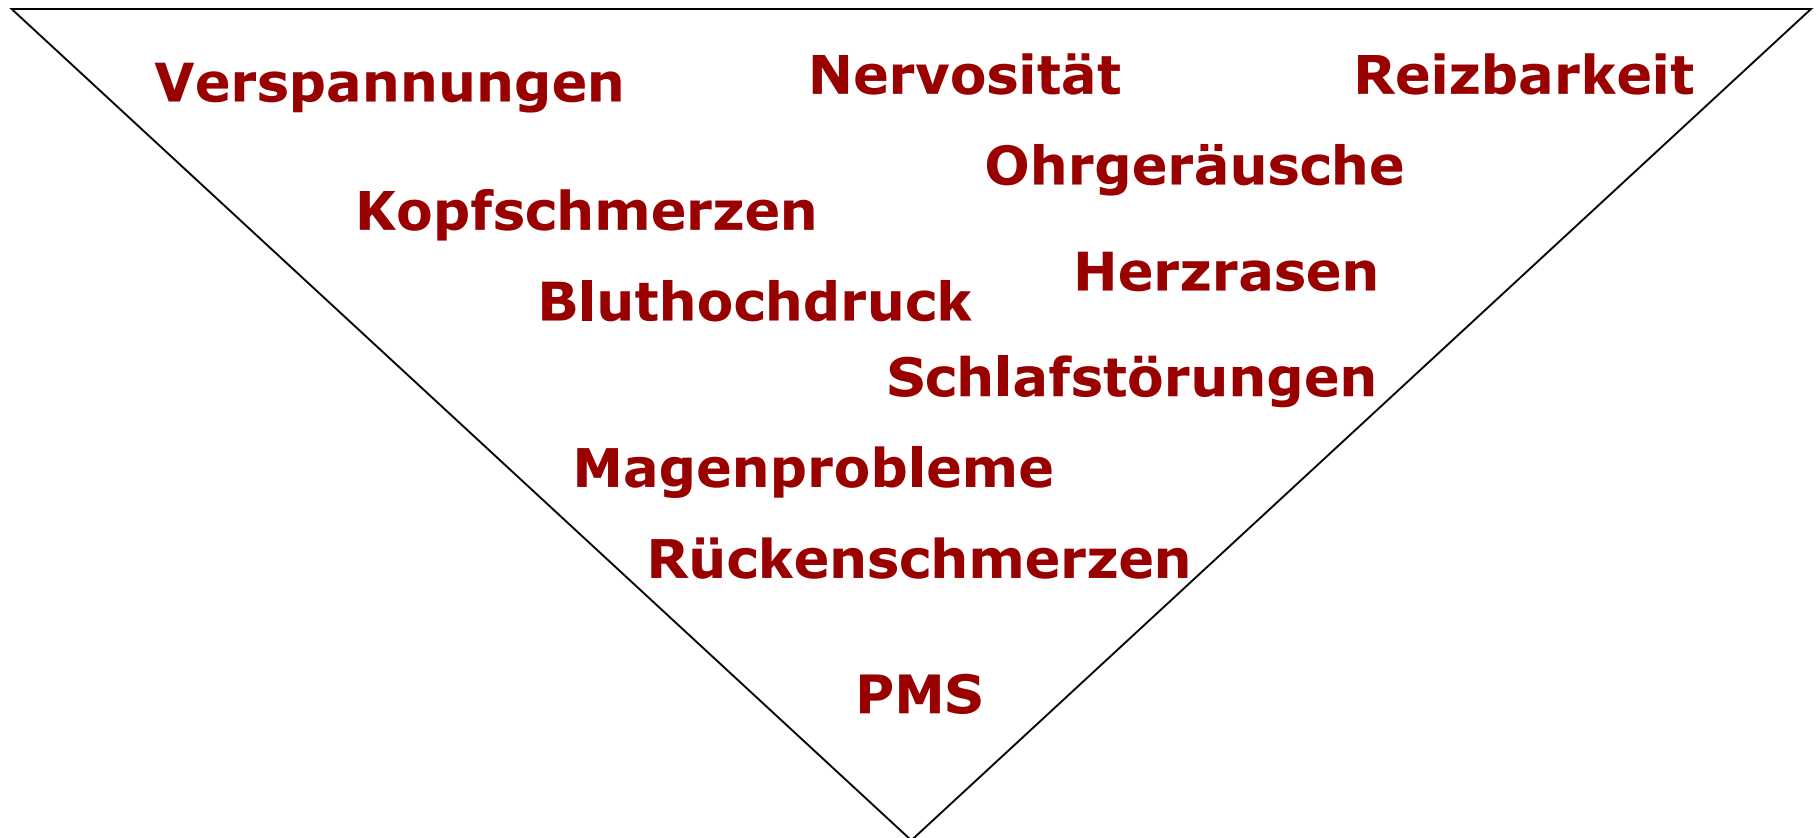 Verspannungen Nervosität Reizbarkeit
Ohrgeräusche
Kopfschmerzen
Herzrasen
Bluthochdruck
Schlafstörungen
Magenprobleme
Rückenschmerzen
PMS